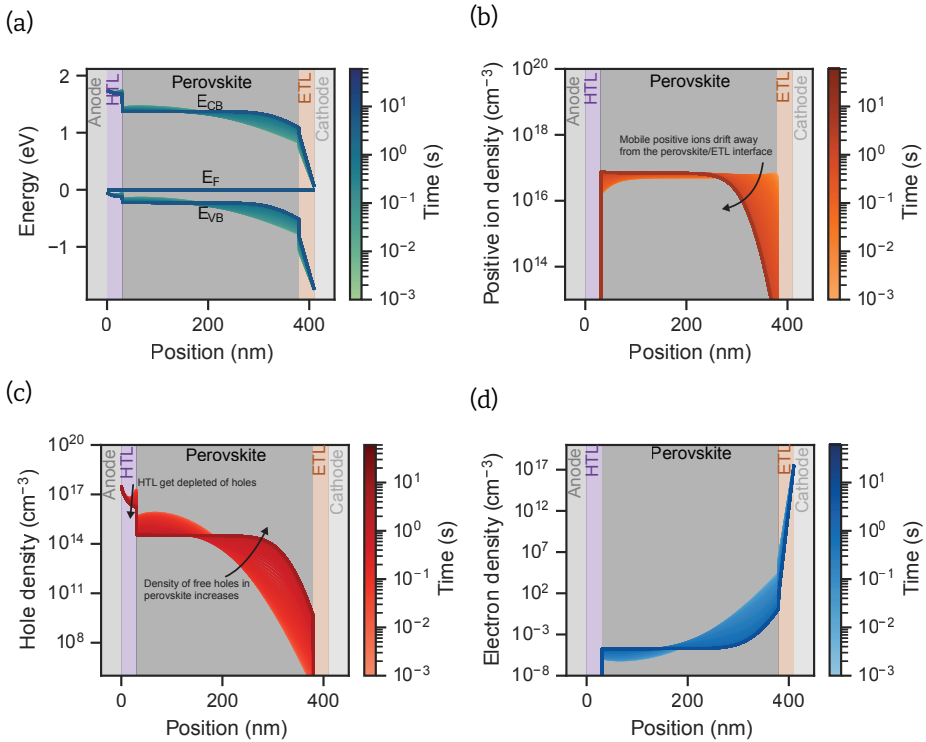 (a)
Anode
HTL
Perovskite
ETL
Cathode
E_CB
E_F
E_VB
2
1
0
−1
Energy (eV)
0
200
400
Position (nm)
10^1
10^0
10^−1
10^−2
10^−3
Time (s)
(b)
Anode
HTL
Perovskite
ETL
Cathode
Mobile positive ions drift away
from the perovskite/ETL interface
10^20
10^18
10^16
10^14
Positive ion density (cm^−3)
0
200
400
Position (nm)
10^1
10^0
10^−1
10^−2
10^−3
Time (s)
(c)
Anode
HTL
Perovskite
ETL
Cathode
HTL get depleted of holes
Density of free holes in
perovskite increases
10^20
10^17
10^14
10^11
10^8
Hole density (cm^−3)
0
200
400
Position (nm)
10^1
10^0
10^−1
10^−2
10^−3
Time (s)
(d)
Anode
HTL
Perovskite
ETL
Cathode
10^17
10^12
10^7
10^2
10^−3
10^−8
Electron density (cm^−3)
0
200
400
Position (nm)
10^1
10^0
10^−1
10^−2
10^−3
Time (s)